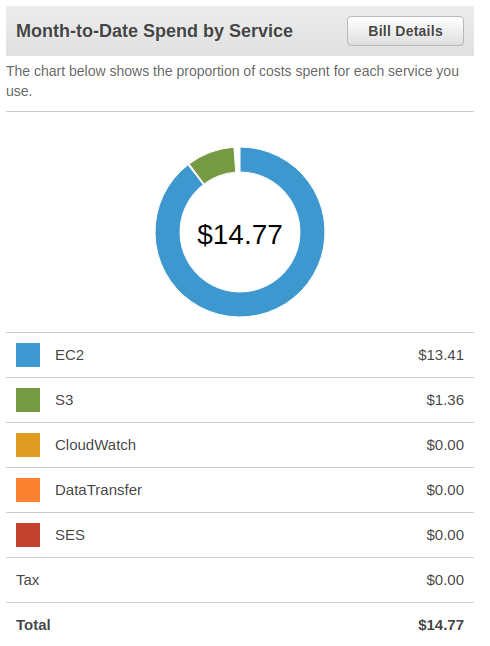 Month-to-Date Spend by Service
Bill Details
The chart below shows the proportion of costs spent for each service you
use.
$14.77
EC2 $13.41
S3 $1.36
CloudWatch $0.00
DataTransfer $0.00
SES $0.00
Tax $0.00
Total $14.77